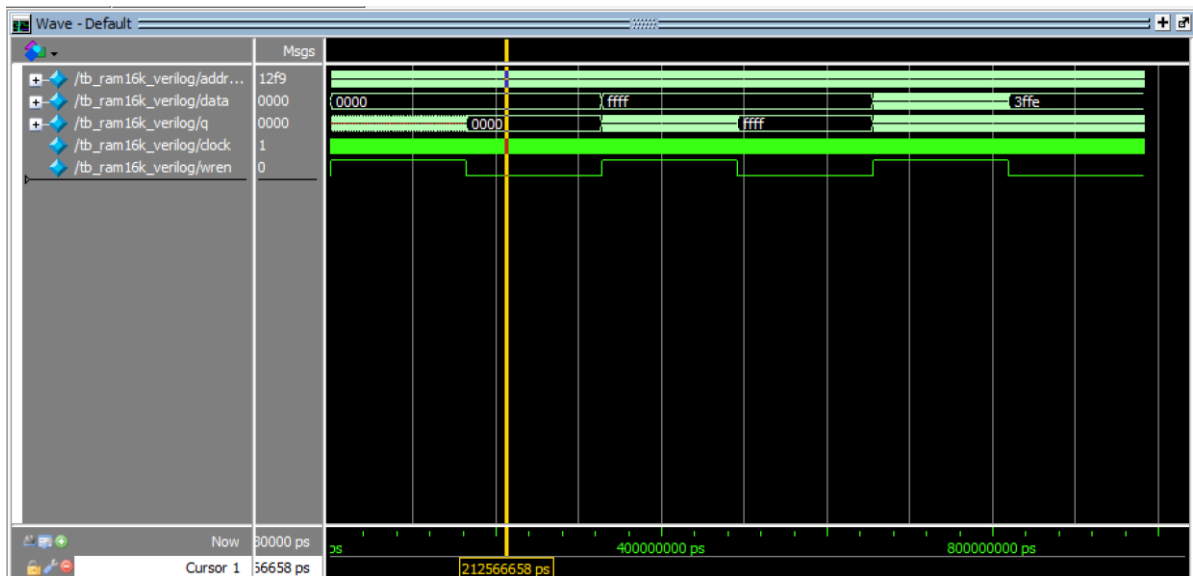 Wave - Default
Msgs
/tb_ram16k_verilog/addr... 12f9
/tb_ram16k_verilog/data 0000 0000 ffff 3ffe
/tb_ram16k_verilog/q 0000 0000 ffff
/tb_ram16k_verilog/clock 1
/tb_ram16k_verilog/wren 0
Now 30000 ps ps 400000000 ps 800000000 ps
Cursor 1 56658 ps 212566658 ps